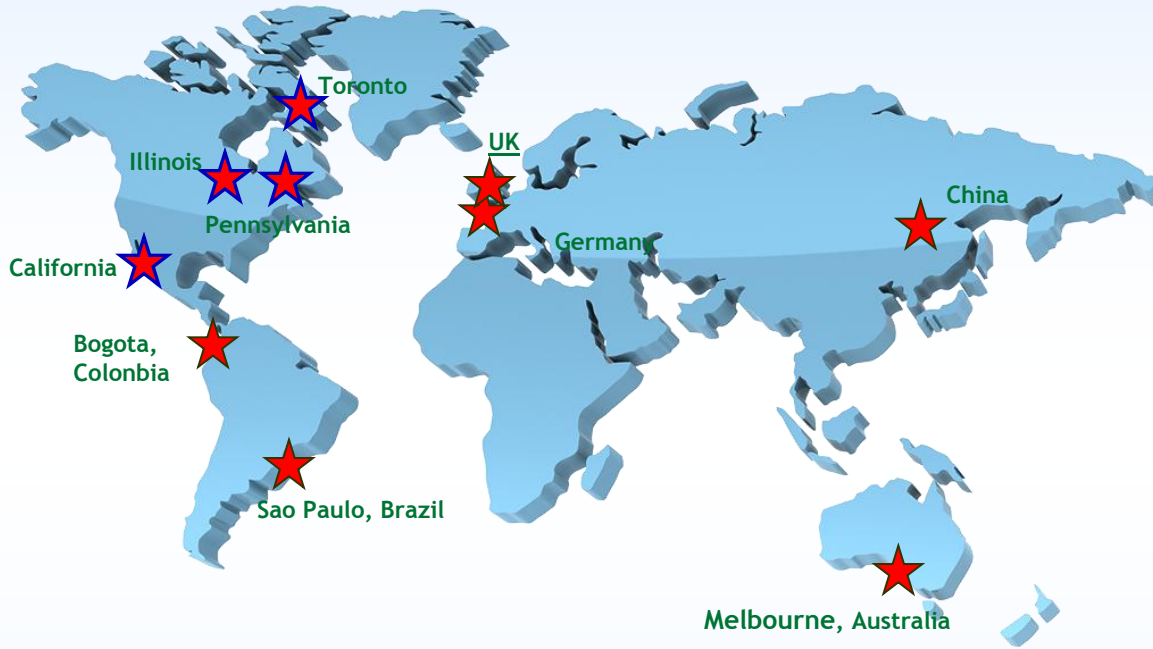 Toronto
UK
Illinois
China
Pennsylvania
Germany
California
Bogota,
Colonbia
Sao Paulo, Brazil
Melbourne, Australia